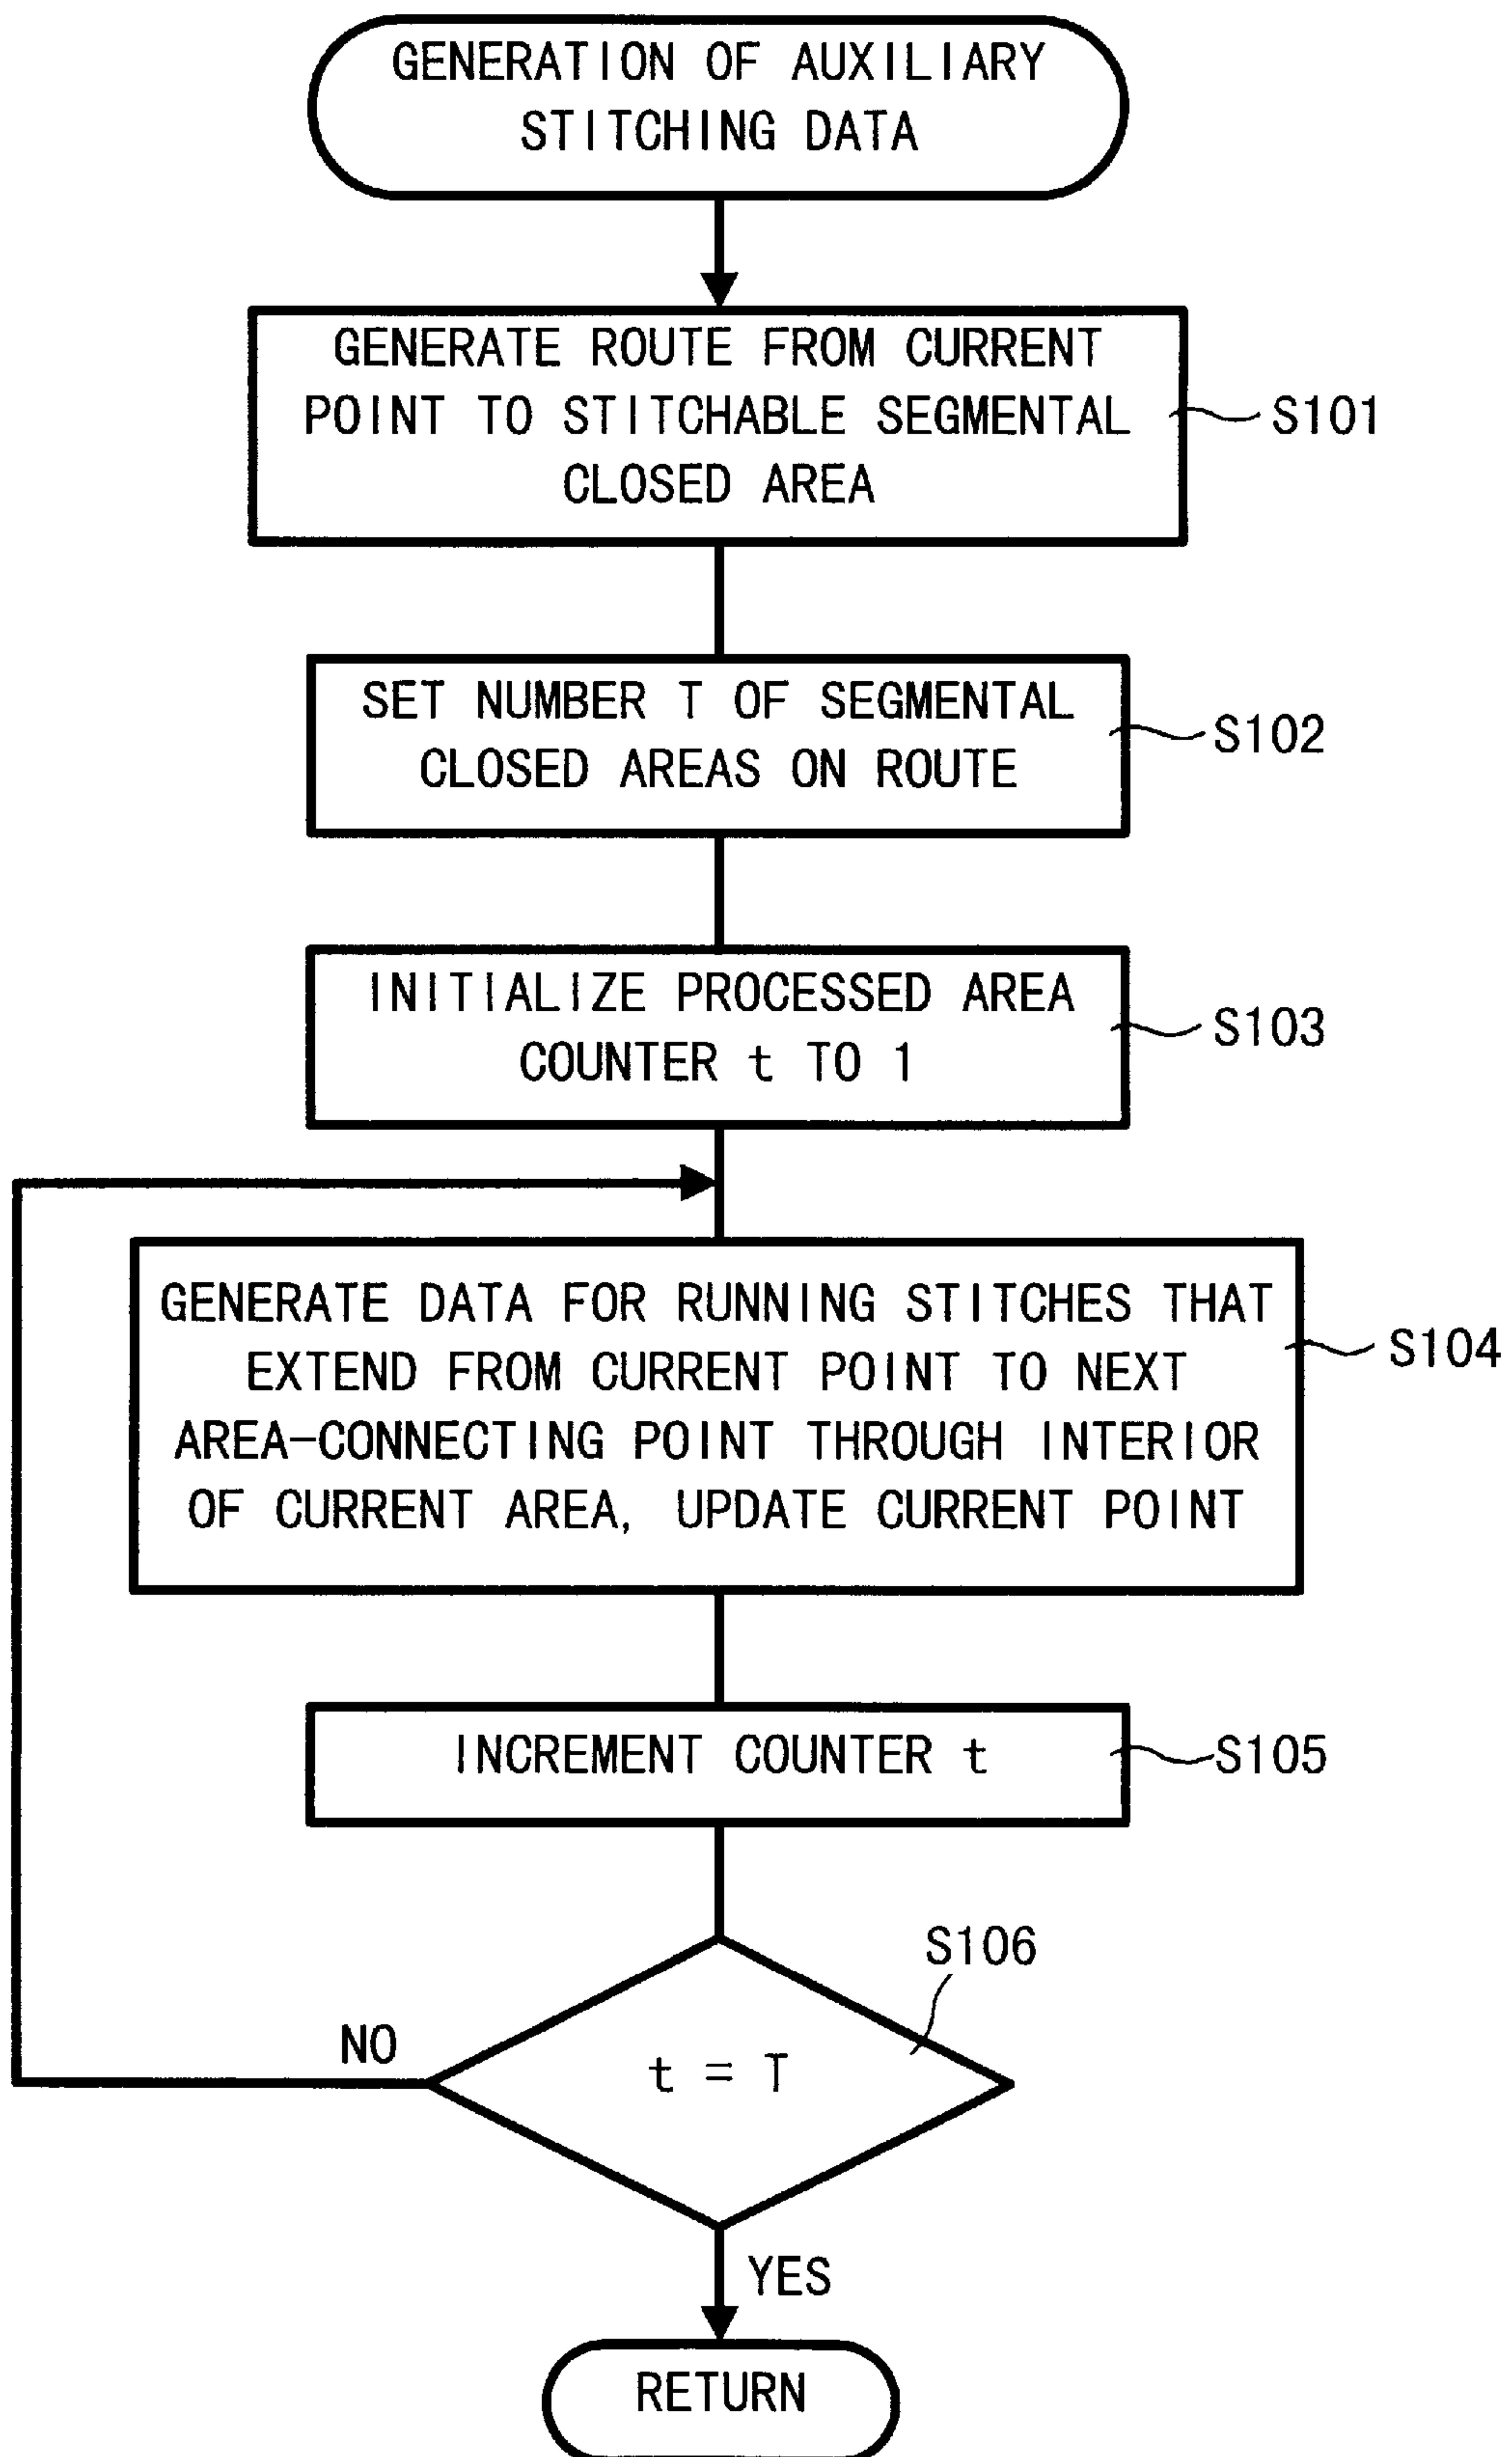 GENERATION OF AUXILIARY
STITCHING DATA
GENERATE ROUTE FROM CURRENT
POINT TO STITCHABLE SEGMENTAL
CLOSED AREA
S101
SET NUMBER T OF SEGMENTAL
CLOSED AREAS ON ROUTE
S102
INITIALIZE PROCESSED AREA
COUNTER t TO 1
S103
GENERATE DATA FOR RUNNING STITCHES THAT
EXTEND FROM CURRENT POINT TO NEXT
AREA-CONNECTING POINT THROUGH INTERIOR
OF CURRENT AREA, UPDATE CURRENT POINT
S104
INCREMENT COUNTER t
S105
S106
NO
t = T
YES
RETURN